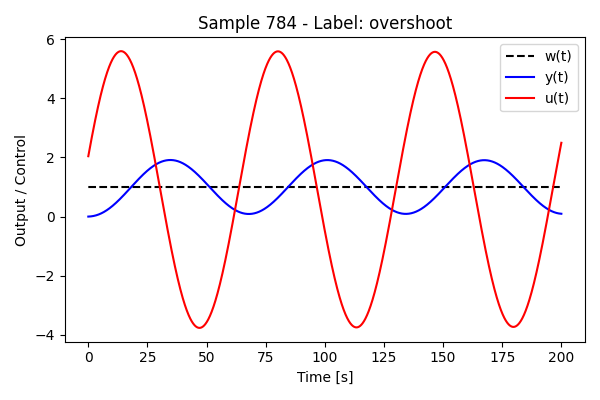 Sample 784 - Label: overshoot
w(t)
y(t)
u(t)
Output / Control
6
4
2
0
−2
−4
0 25 50 75 100 125 150 175 200
Time [s]